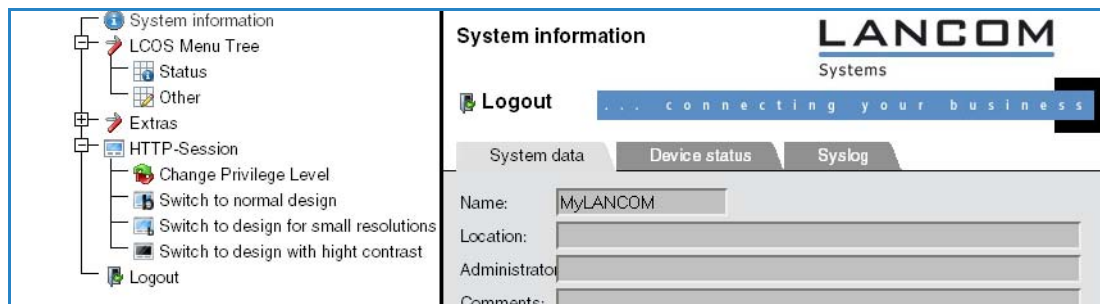 System information
LCOS Menu Tree
Status
Other
Extras
HTTP-Session
Change Privilege Level
Switch to normal design
Switch to design for small resolutions
Switch to design with hight contrast
Logout
System information
LANCOM
Systems
Logout
... connecting your business
System data Device status Syslog
Name: MyLANCOM
Location:
Administrator
Comments: